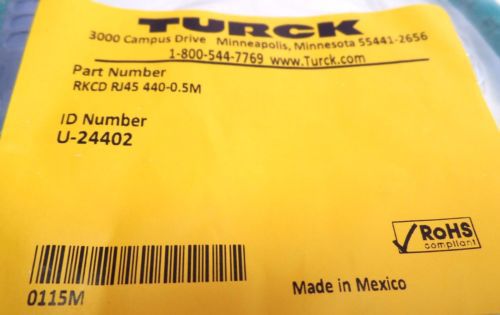 TURCK
3000 Campus Drive Minneapolis, Minnesota 55441-2656
1-800-544-7769 www.Turck.com
Part Number
RKCD RJ45 440-0.5M
ID Number
U-24402
RoHS
compliant
0115M
Made in Mexico